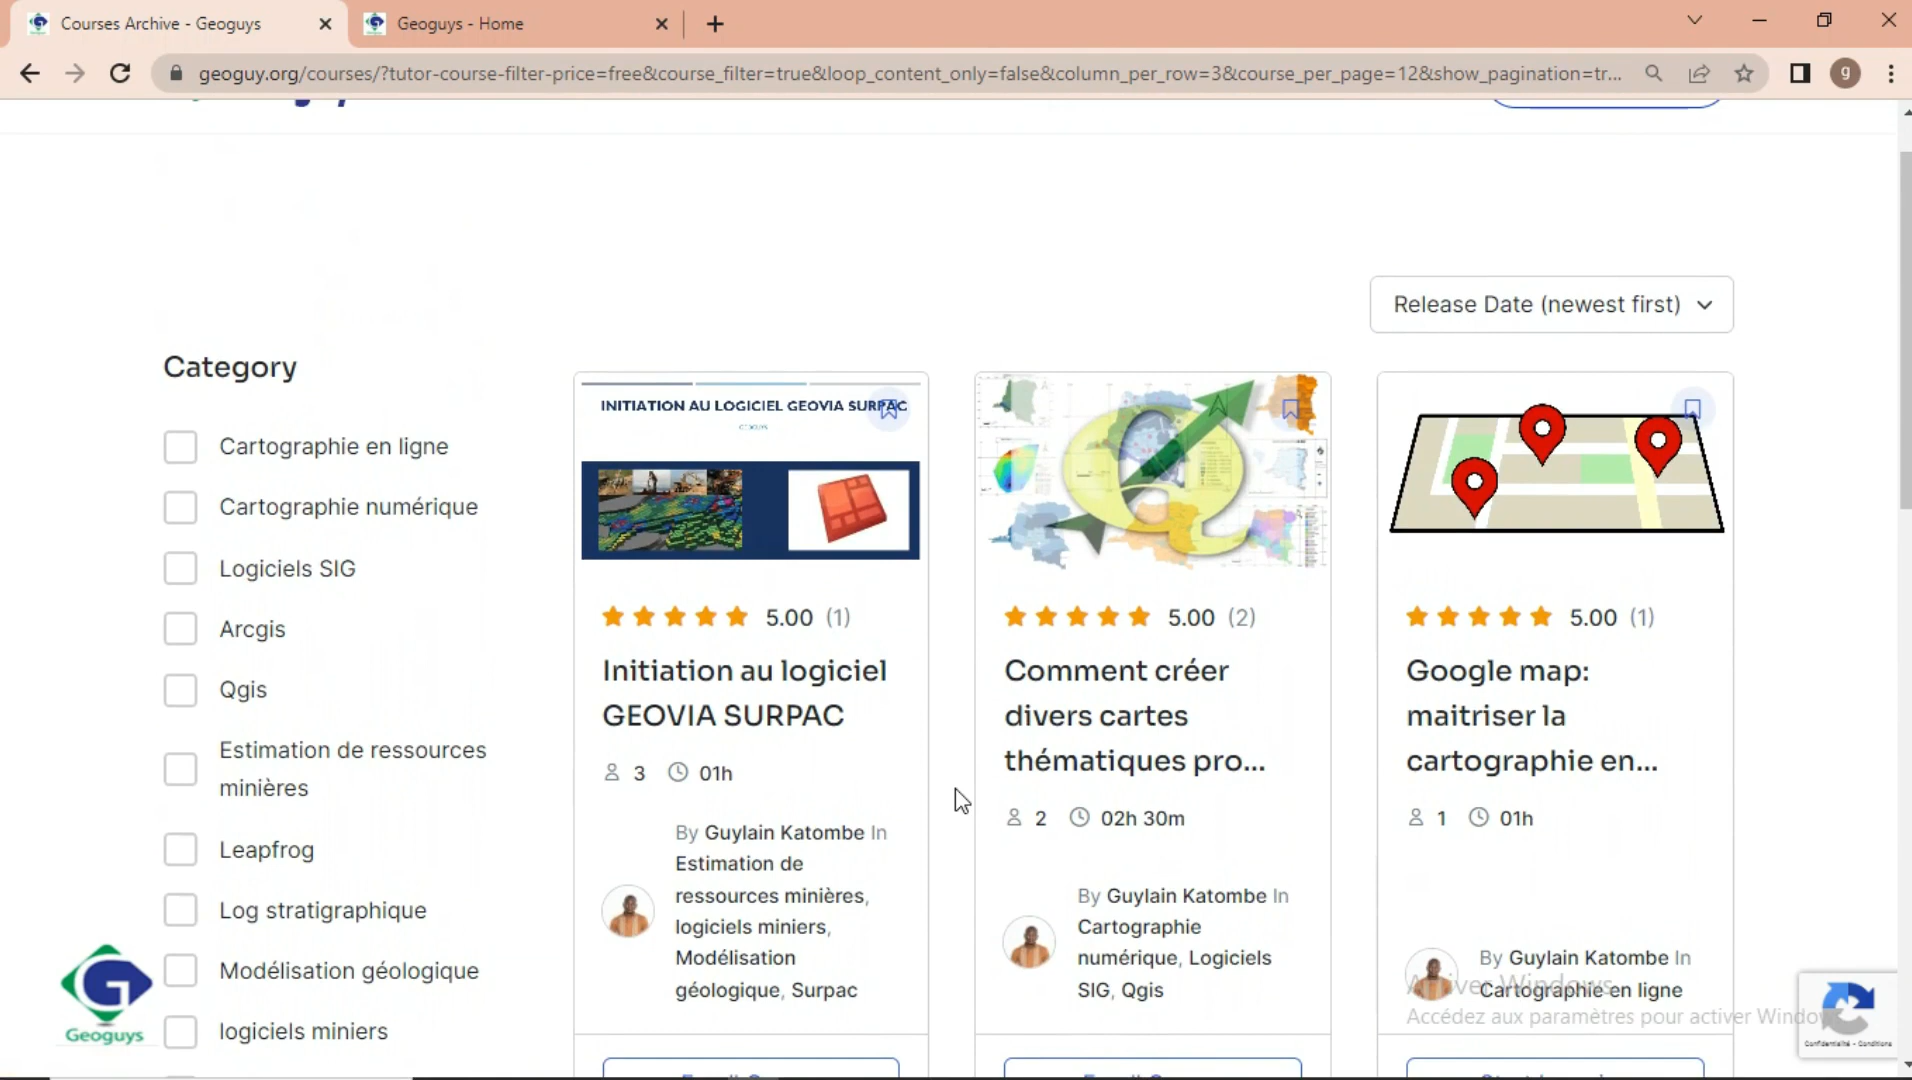 Courses Archive - Geoguys
Geoguys - Home
geoguy.org/courses/?tutor-course-filter-price=free&course_filter=true&loop_content_only=false&column_per_row=3&course_per_page=12&show_pagination=tr...
g
Release Date (newest first)
Category
Cartographie en ligne
Cartographie numérique
Logiciels SIG
Arcgis
Qgis
Estimation de ressources
minières
Leapfrog
Log stratigraphique
Modélisation géologique
logiciels miniers
Geoguys
INITIATION AU LOGICIEL GEOVIA SURPAC
5.00 (1)
Initiation au logiciel
GEOVIA SURPAC
3 01h
By Guylain Katombe In
Estimation de
ressources minières,
logiciels miniers,
Modélisation
géologique, Surpac
5.00 (2)
Comment créer
divers cartes
thématiques pro...
2 02h 30m
By Guylain Katombe In
Cartographie
numérique, Logiciels
SIG, Qgis
5.00 (1)
Google map:
maitriser la
cartographie en...
1 01h
By Guylain Katombe In
Cartographie en ligne
Activer Windows
Accédez aux paramètres pour activer Windo
Confidentialité - Conditions